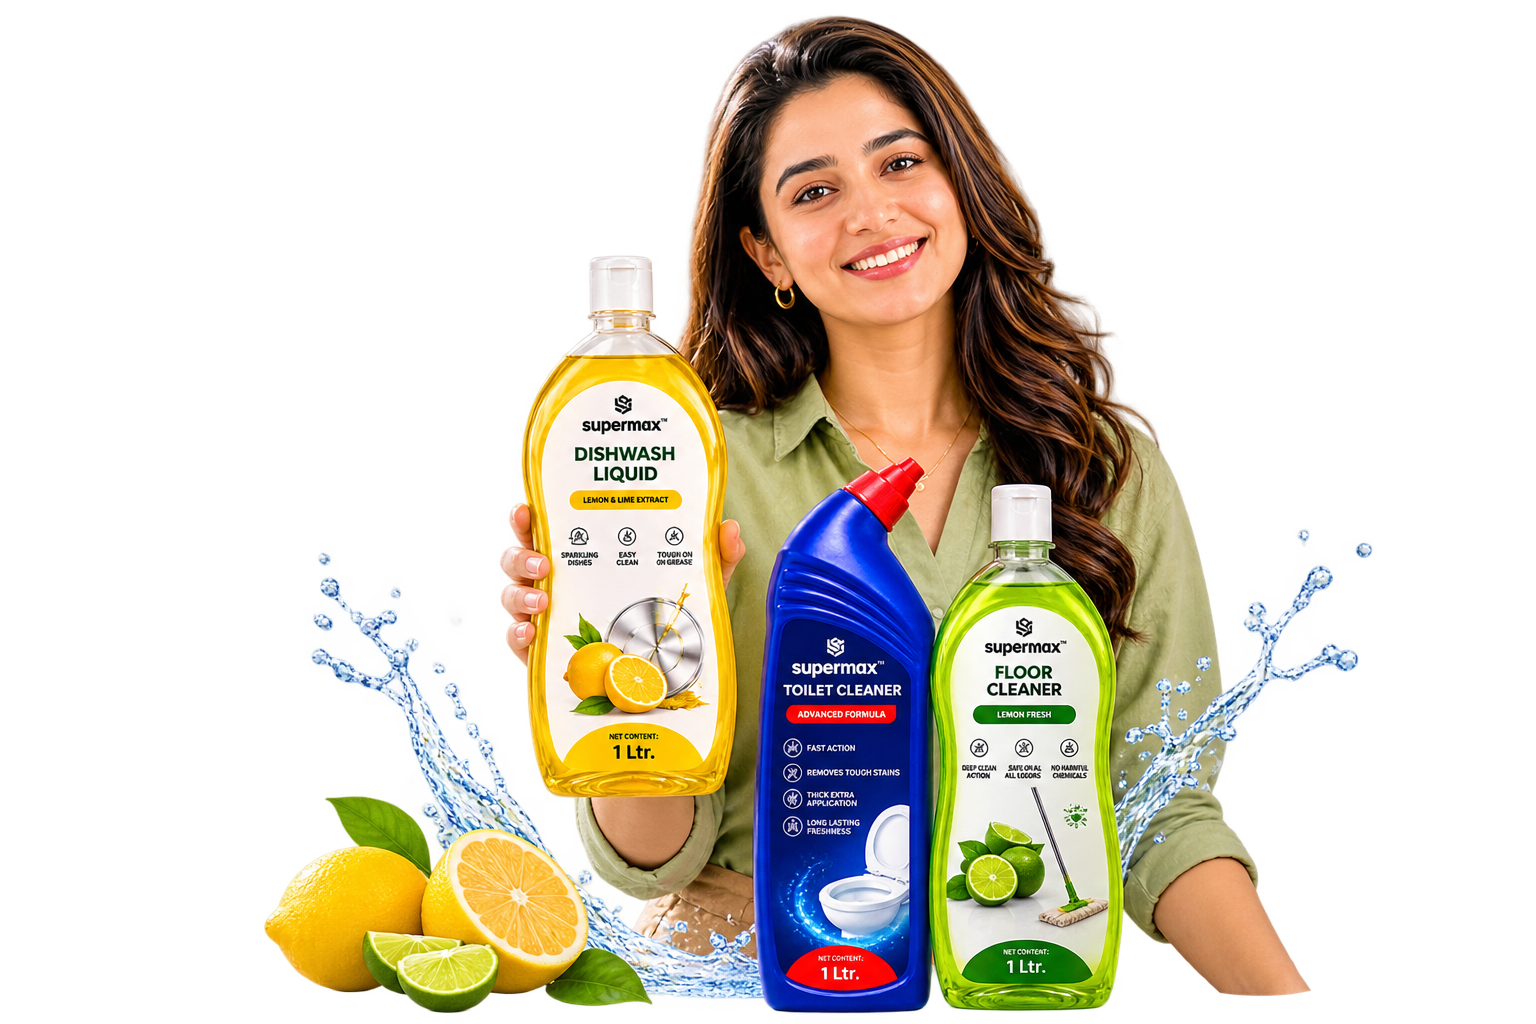 supermax™
DISHWASH
LIQUID
LEMON & LIME EXTRACT
SPARKLING
DISHES
EASY
CLEAN
TOUGH ON
ON GREASE
NET CONTENT:
1 Ltr.
supermax™
TOILET CLEANER
ADVANCED FORMULA
FAST ACTION
REMOVES TOUGH STAINS
THICK EXTRA
APPLICATION
LONG LASTING
FRESHNESS
NET CONTENT:
1 Ltr.
supermax™
FLOOR
CLEANER
LEMON FRESH
DEEP CLEAN
ACTION
SAFE ON AL
ALL
NO HARMFUL
CHEMICALS
NET CONTENT:
1 Ltr.